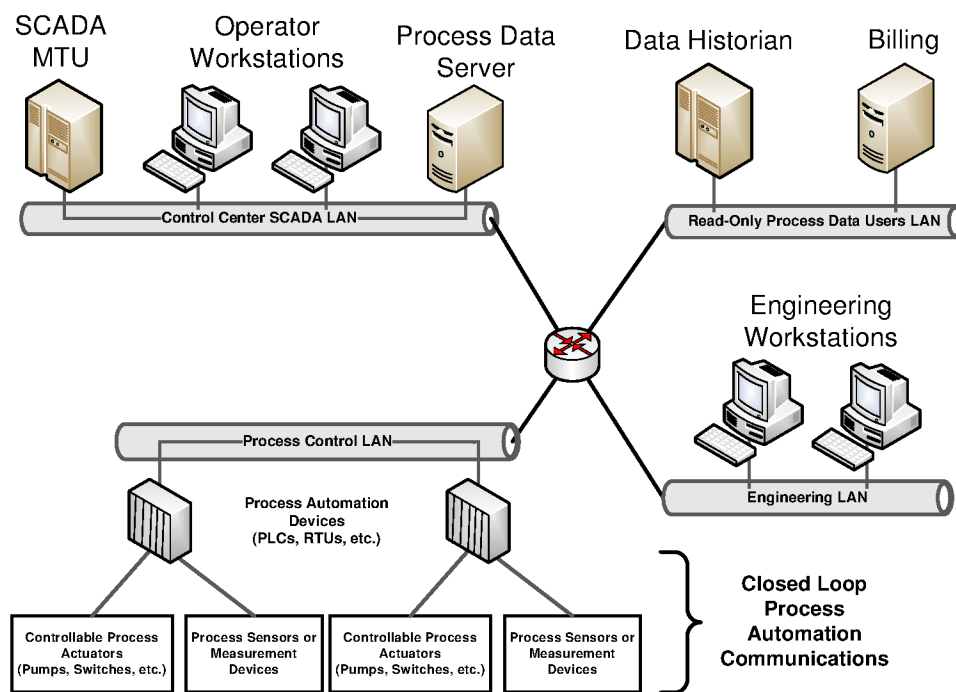 SCADA
MTU
Operator
Workstations
Process Data
Server
Data Historian
Billing
Control Center SCADA LAN
Read-Only Process Data Users LAN
Engineering
Workstations
Process Control LAN
Engineering LAN
Process Automation
Devices
(PLCs, RTUs, etc.)
Closed Loop
Process
Automation
Communications
Controllable Process
Actuators
(Pumps, Switches, etc.)
Process Sensors or
Measurement
Devices
Controllable Process
Actuators
(Pumps, Switches, etc.)
Process Sensors or
Measurement
Devices